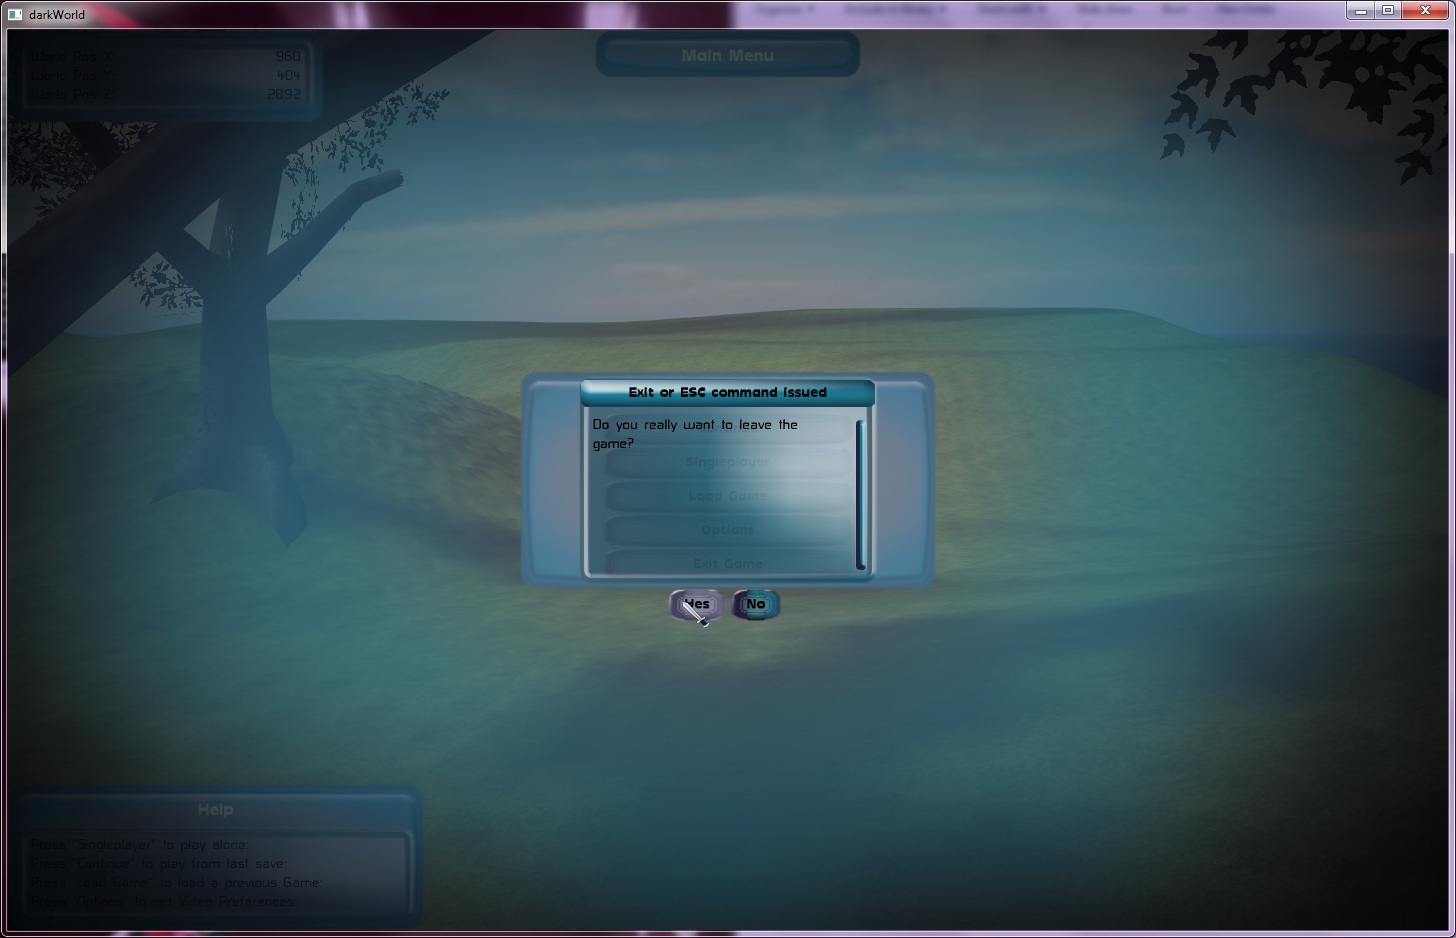 darkWorld
World Pos X: 960
World Pos Y: 404
World Pos Z: 2892
Main Menu
Exit or ESC command issued
Do you really want to leave the
game?
Singleplayer
Load Game
Options
Exit Game
Yes No
Help
Press "Singleplayer" to play alone:
Press "Continue" to play from last save:
Press "Load Game" to load a previous Game:
Press "Options" to set Video Preferences: